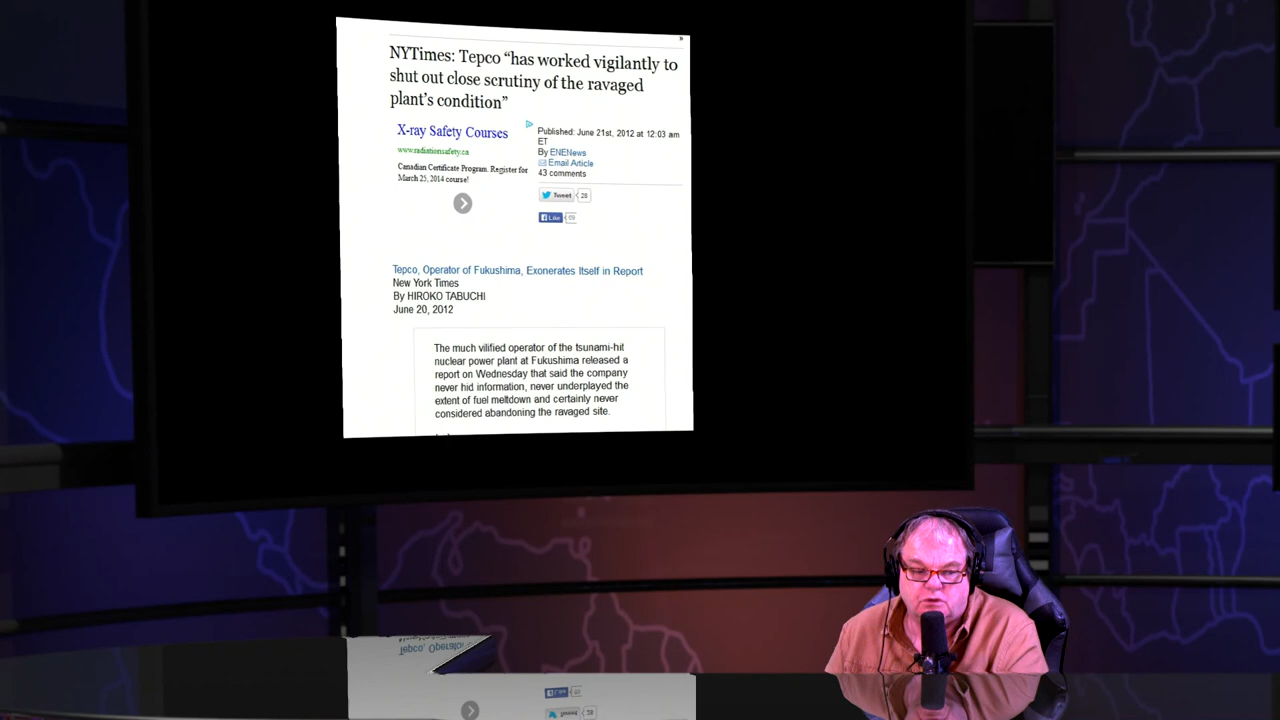 NYTimes: Tepco “has worked vigilantly to
shut out close scrutiny of the ravaged
plant’s condition”
X-ray Safety Courses
www.radiationsafety.ca
Canadian Certificate Program. Register for
March 25, 2014 course!
Published: June 21st, 2012 at 12:03 am
ET
By ENENews
Email Article
43 comments
Tweet 28
Like 69
Tepco, Operator of Fukushima, Exonerates Itself in Report
New York Times
By HIROKO TABUCHI
June 20, 2012
The much vilified operator of the tsunami-hit
nuclear power plant at Fukushima released a
report on Wednesday that said the company
never hid information, never underplayed the
extent of fuel meltdown and certainly never
considered abandoning the ravaged site.